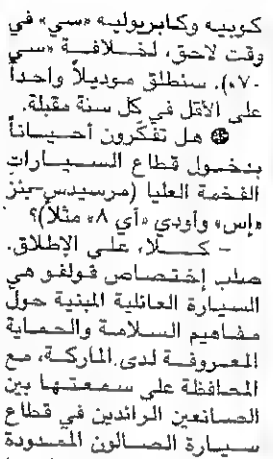 كوبيه وكابريوليه «سي» في
وقت لاحق، لخلافة «سي
٧٠»). سنطلق موديلاً واحداً
على الأقل في كل سنة مقبلة.
هل تفكرون أحياناً
بدخول قطاع السيارات
الفخمة العليا (مرسيدس-بنز
«إس» وأودي «أي ٨» مثلاً)؟
- كلا، على الإطلاق.
صلب إختصاص ڤولڤو هي
السيارة العائلية المبنية حول
مفاهيم السلامة والحماية
المعروفة لدى الماركة، مع
المحافظة على سمعتها بين
الصانعين الرائدين في قطاع
سيارة الصالون الممدودة